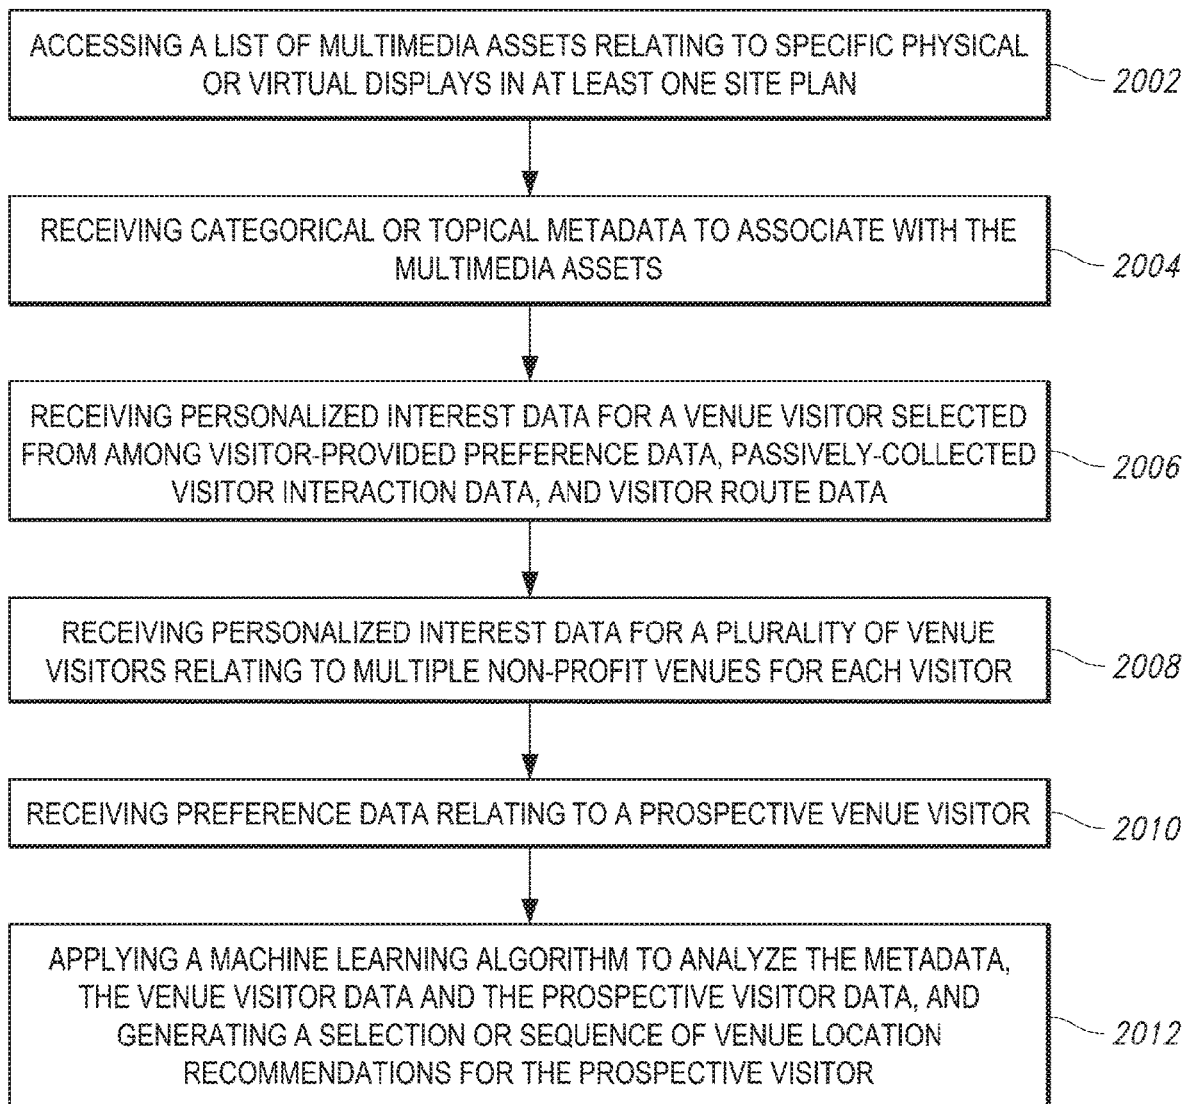 ACCESSING A LIST OF MULTIMEDIA ASSETS RELATING TO SPECIFIC PHYSICAL
OR VIRTUAL DISPLAYS IN AT LEAST ONE SITE PLAN
2002
RECEIVING CATEGORICAL OR TOPICAL METADATA TO ASSOCIATE WITH THE
MULTIMEDIA ASSETS
2004
RECEIVING PERSONALIZED INTEREST DATA FOR A VENUE VISITOR SELECTED
FROM AMONG VISITOR-PROVIDED PREFERENCE DATA, PASSIVELY-COLLECTED
VISITOR INTERACTION DATA, AND VISITOR ROUTE DATA
2006
RECEIVING PERSONALIZED INTEREST DATA FOR A PLURALITY OF VENUE
VISITORS RELATING TO MULTIPLE NON-PROFIT VENUES FOR EACH VISITOR
2008
RECEIVING PREFERENCE DATA RELATING TO A PROSPECTIVE VENUE VISITOR
2010
APPLYING A MACHINE LEARNING ALGORITHM TO ANALYZE THE METADATA,
THE VENUE VISITOR DATA AND THE PROSPECTIVE VISITOR DATA, AND
GENERATING A SELECTION OR SEQUENCE OF VENUE LOCATION
RECOMMENDATIONS FOR THE PROSPECTIVE VISITOR
2012